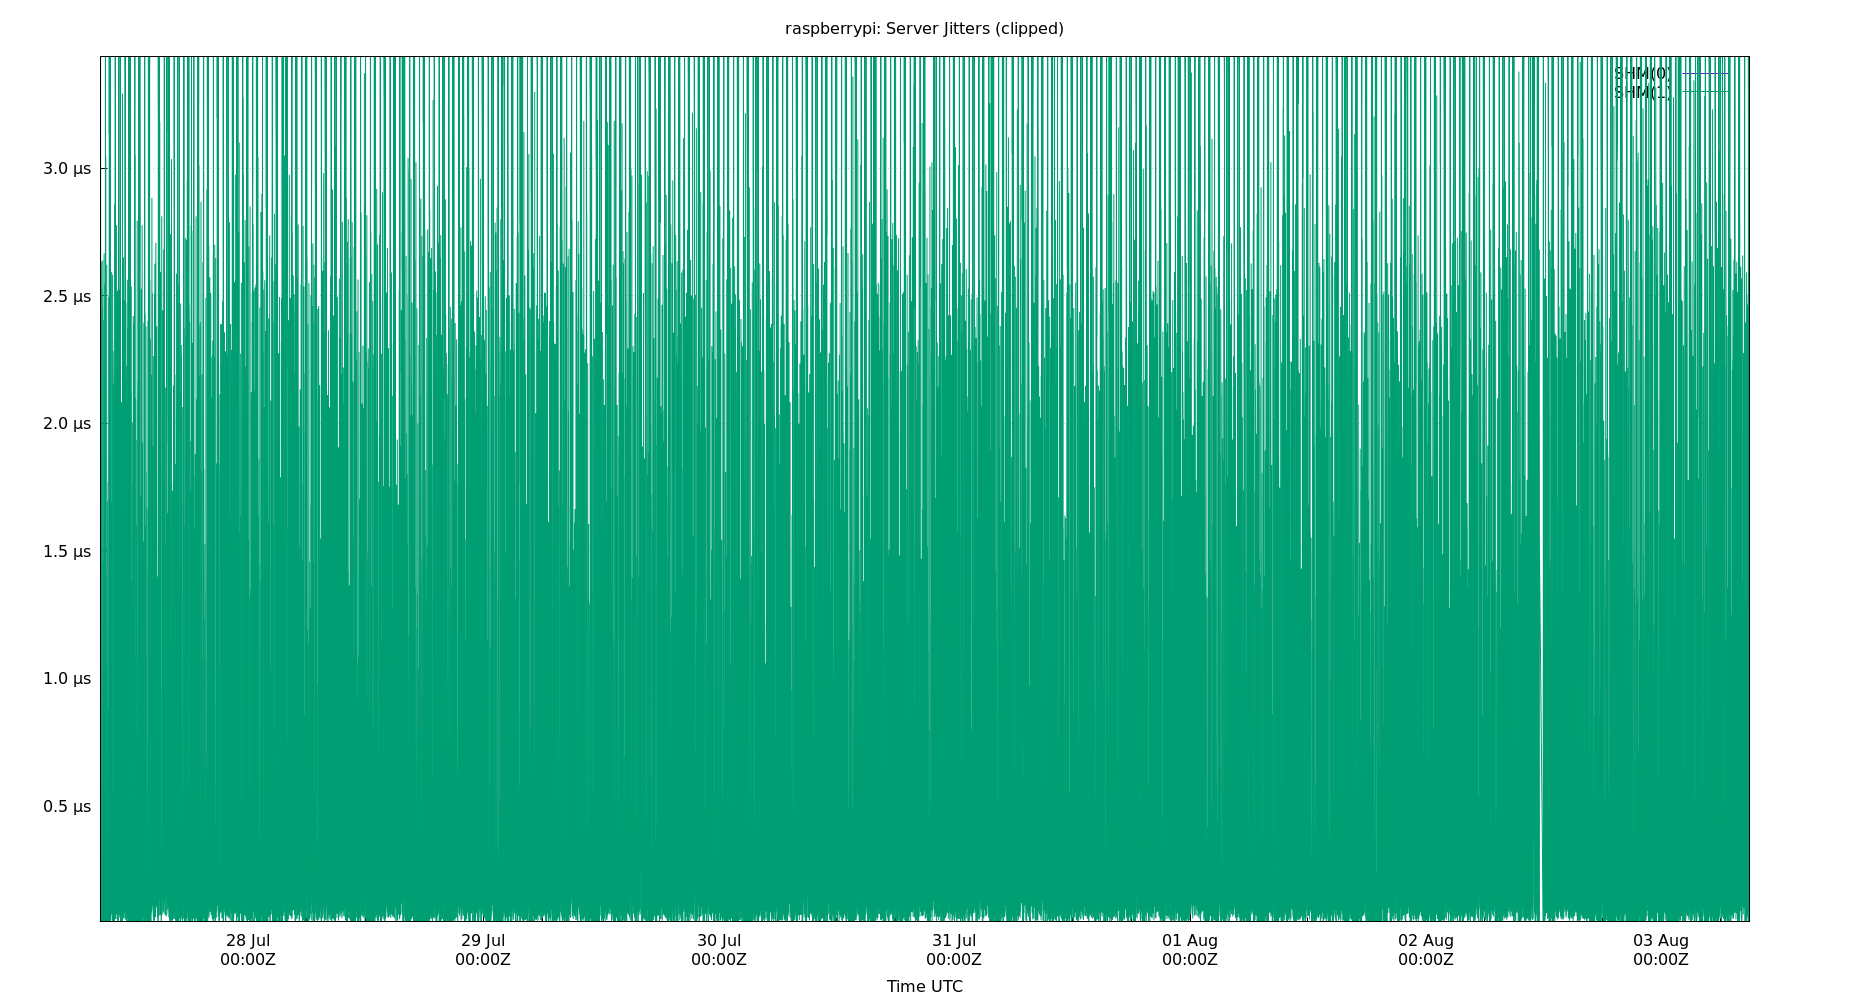 raspberrypi: Server Jitters (clipped)
SHM(0)
SHM(1)
3.0 µs
2.5 µs
2.0 µs
1.5 µs
1.0 µs
0.5 µs
28 Jul 29 Jul 30 Jul 31 Jul 01 Aug 02 Aug 03 Aug
00:00Z 00:00Z 00:00Z 00:00Z 00:00Z 00:00Z 00:00Z
Time UTC